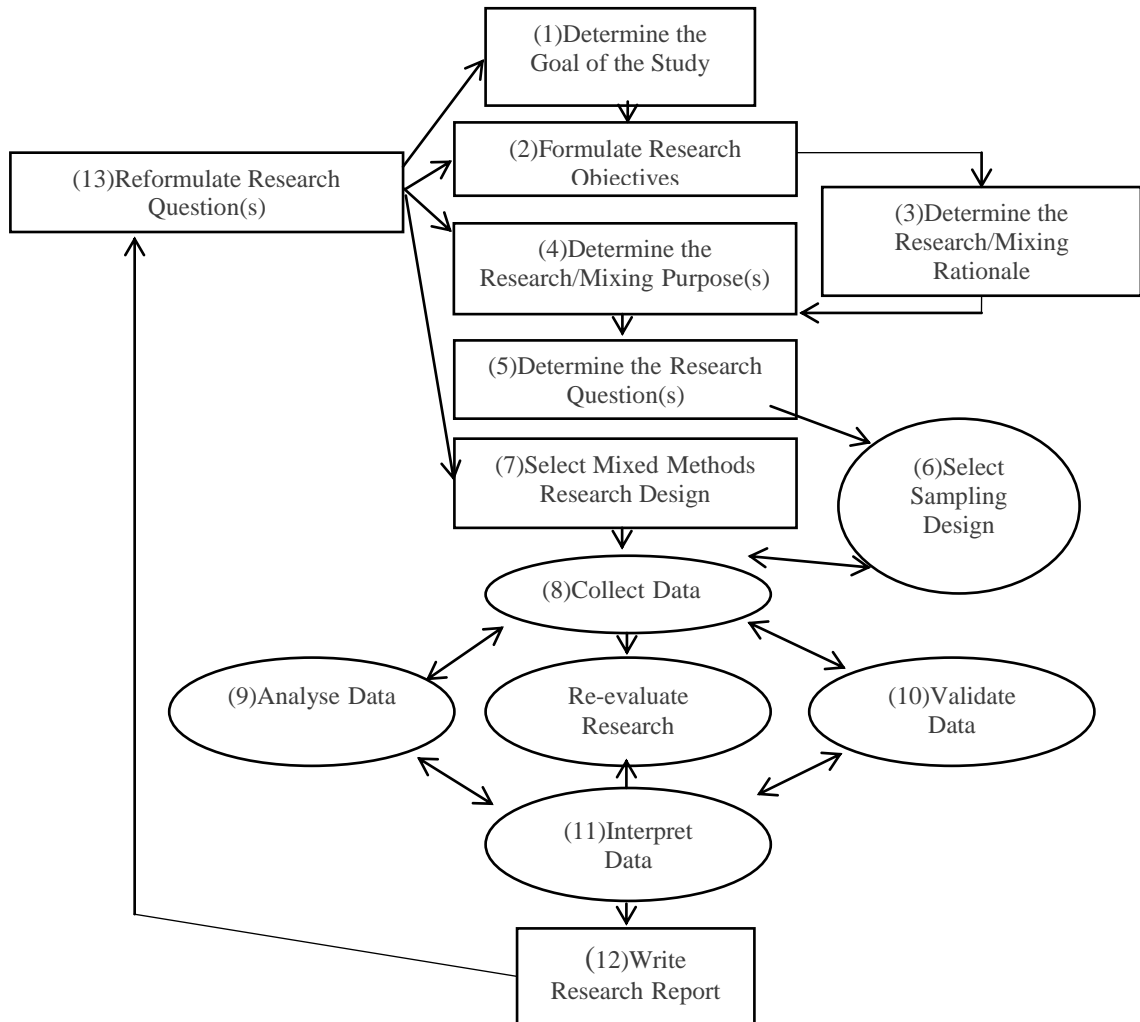 (1)Determine the
Goal of the Study
(2)Formulate Research
Objectives
(13)Reformulate Research
Question(s)
(3)Determine the
Research/Mixing
Rationale
(4)Determine the
Research/Mixing Purpose(s)
(5)Determine the Research
Question(s)
(6)Select
Sampling
Design
(7)Select Mixed Methods
Research Design
(8)Collect Data
(9)Analyse Data
Re-evaluate
Research
(10)Validate
Data
(11)Interpret
Data
(12)Write
Research Report